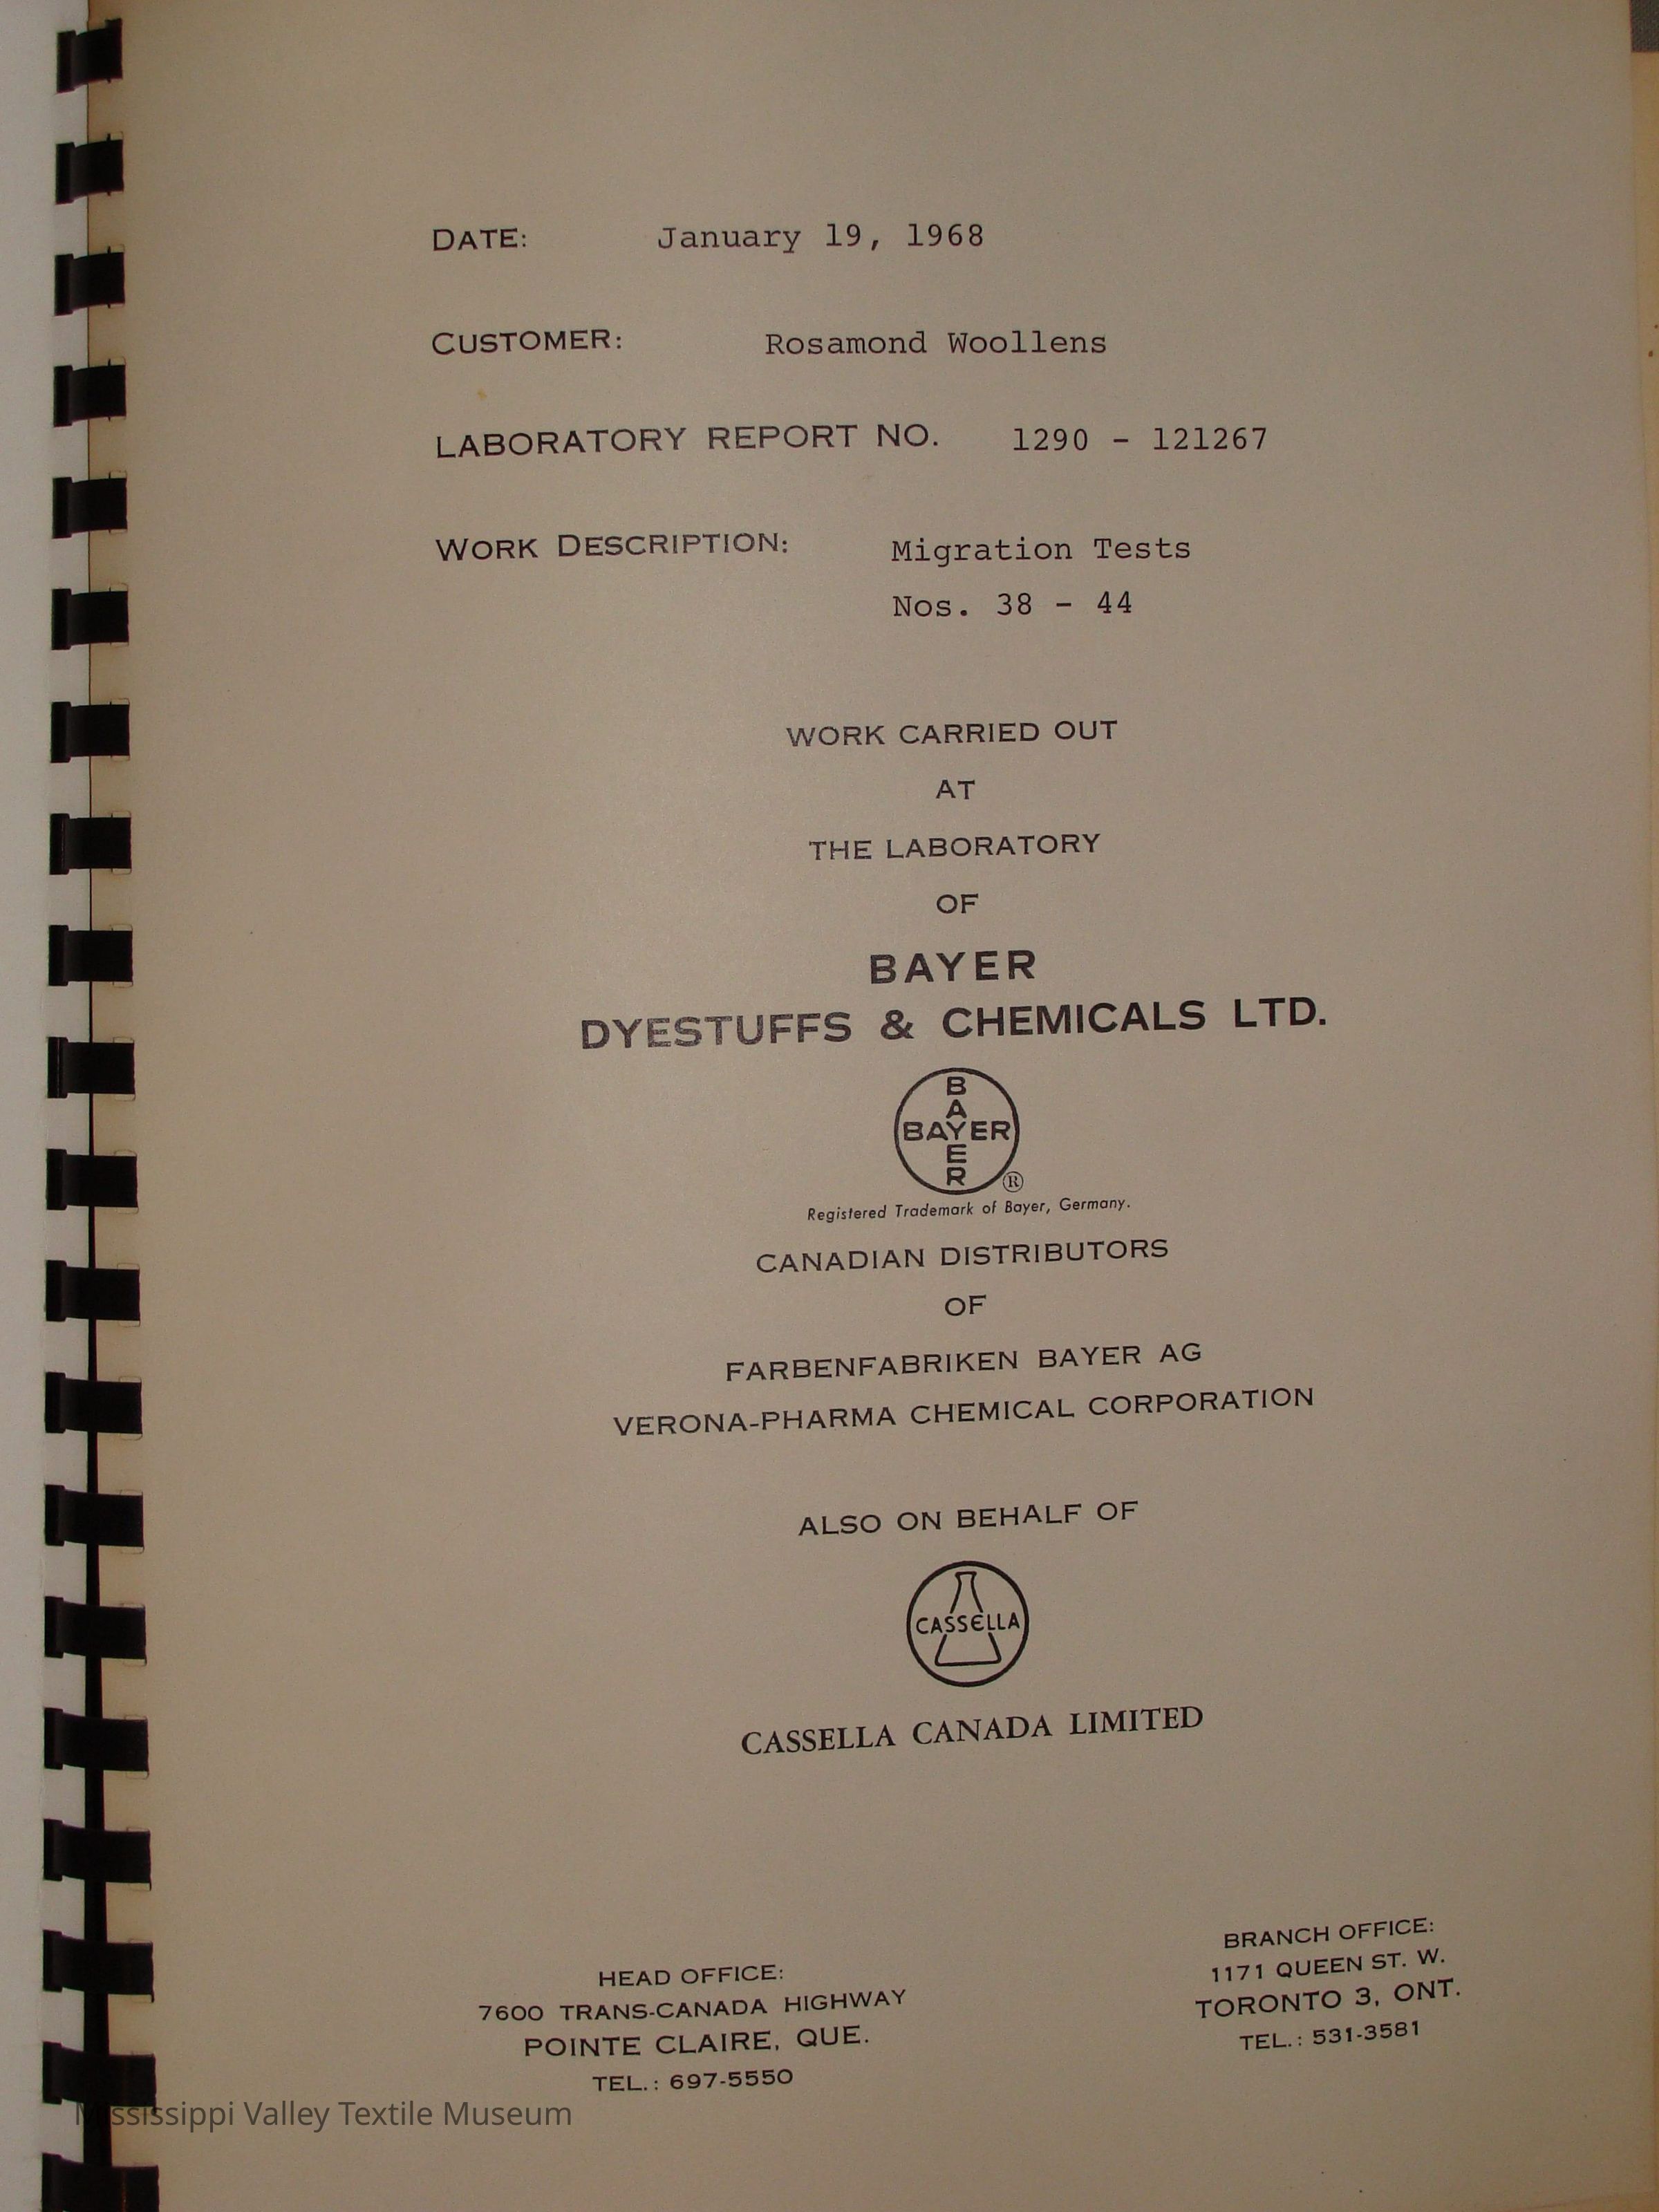 DATE: January 19, 1968
CUSTOMER: Rosamond Woollens
LABORATORY REPORT NO. 1290 - 121267
WORK DESCRIPTION: Migration Tests
Nos. 38 - 44
WORK CARRIED OUT
AT
THE LABORATORY
OF
BAYER
DYESTUFFS & CHEMICALS LTD.
B
A
BAYER
E
R ®
Registered Trademark of Bayer, Germany.
CANADIAN DISTRIBUTORS
OF
FARBENFABRIKEN BAYER AG
VERONA-PHARMA CHEMICAL CORPORATION
ALSO ON BEHALF OF
CASSELLA
CASSELLA CANADA LIMITED
HEAD OFFICE:
7600 TRANS-CANADA HIGHWAY
POINTE CLAIRE, QUE.
TEL.: 697-5550
BRANCH OFFICE:
1171 QUEEN ST. W.
TORONTO 3, ONT.
TEL.: 531-3581
Mississippi Valley Textile Museum